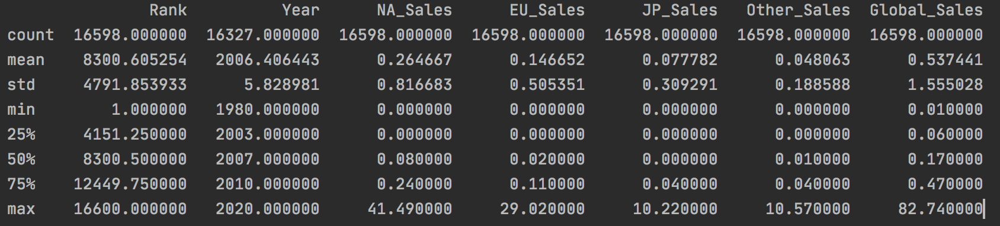 Rank Year NA_Sales EU_Sales JP_Sales Other_Sales Global_Sales
count 16598.000000 16327.000000 16598.000000 16598.000000 16598.000000 16598.000000 16598.000000
mean 8300.605254 2006.406443 0.264667 0.146652 0.077782 0.048063 0.537441
std 4791.853933 5.828981 0.816683 0.505351 0.309291 0.188588 1.555028
min 1.000000 1980.000000 0.000000 0.000000 0.000000 0.000000 0.010000
25% 4151.250000 2003.000000 0.000000 0.000000 0.000000 0.000000 0.060000
50% 8300.500000 2007.000000 0.080000 0.020000 0.000000 0.010000 0.170000
75% 12449.750000 2010.000000 0.240000 0.110000 0.040000 0.040000 0.470000
max 16600.000000 2020.000000 41.490000 29.020000 10.220000 10.570000 82.740000